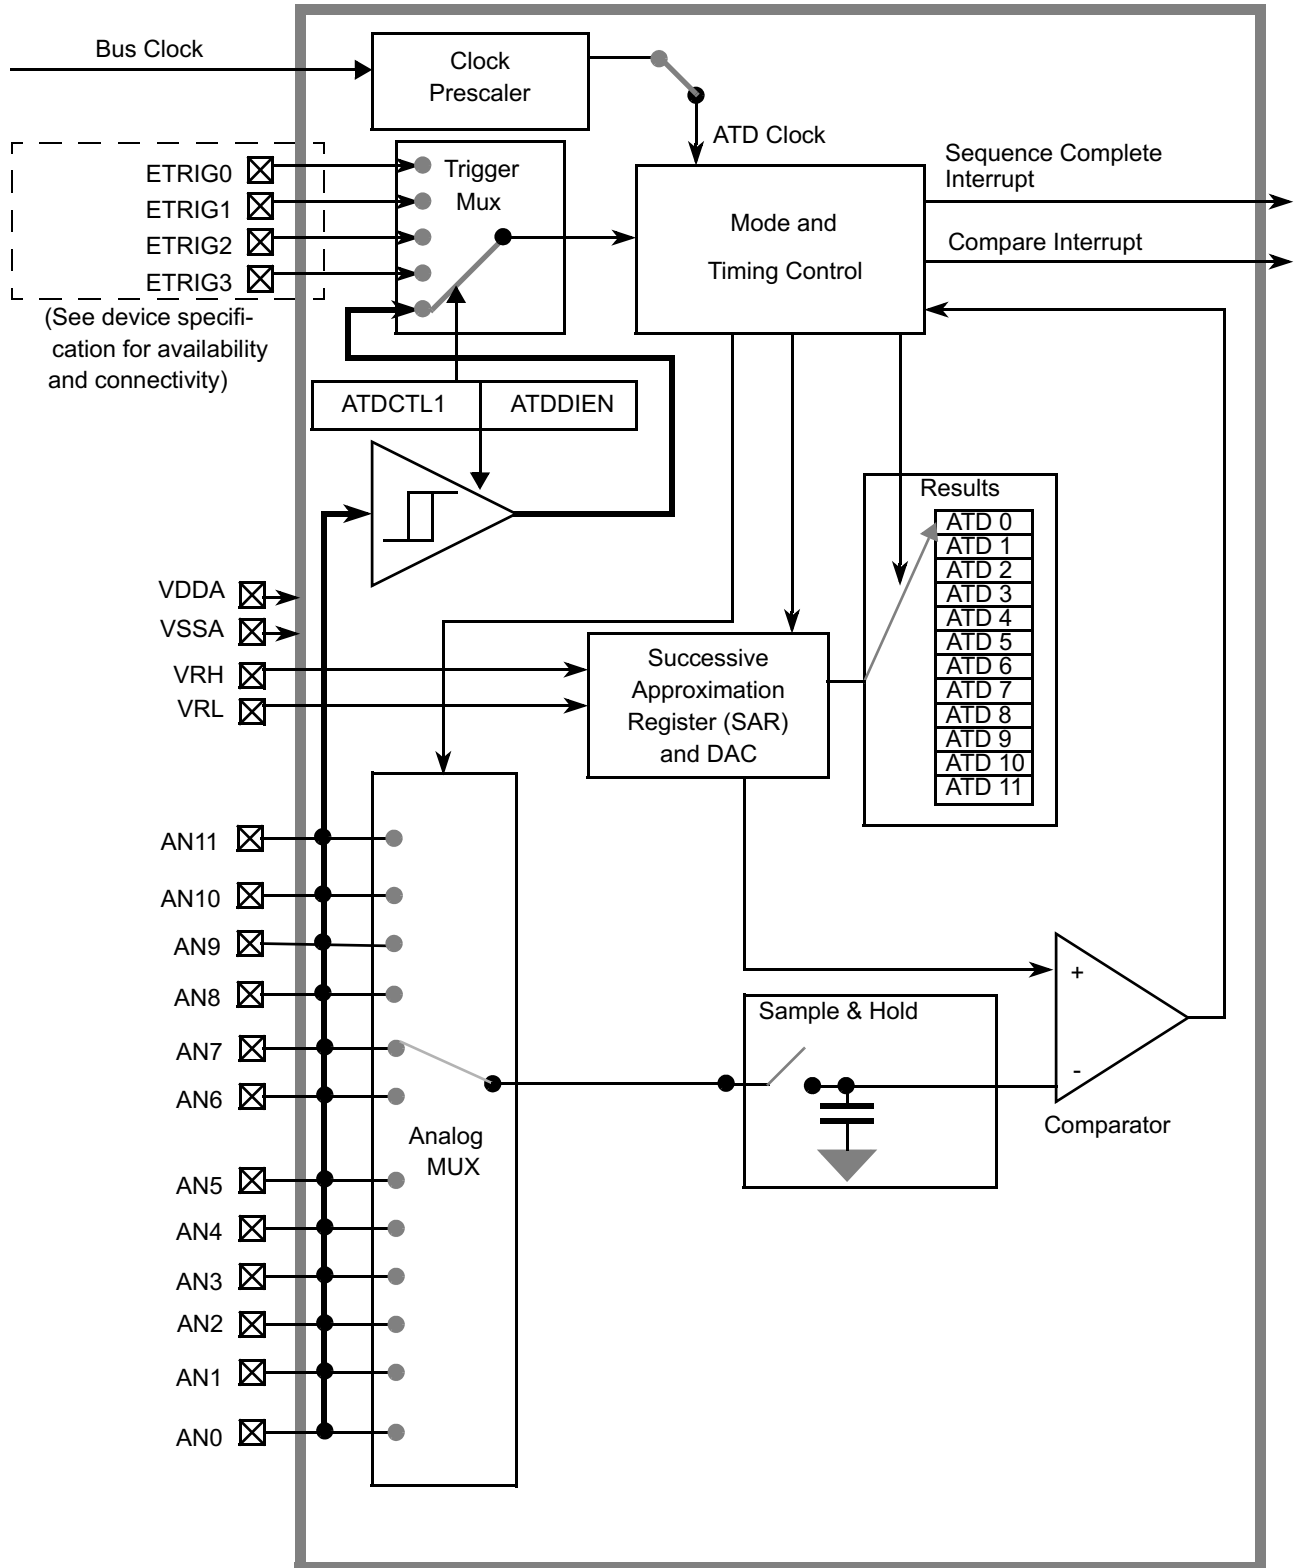 Bus Clock
Clock
Prescaler
ATD Clock
ETRIG0
ETRIG1
ETRIG2
ETRIG3
(See device specifi-
cation for availability
and connectivity)
Trigger
Mux
Mode and
Timing Control
Sequence Complete
Interrupt
Compare Interrupt
ATDCTL1
ATDDIEN
Results
ATD 0
ATD 1
ATD 2
ATD 3
ATD 4
ATD 5
ATD 6
ATD 7
ATD 8
ATD 9
ATD 10
ATD 11
VDDA
VSSA
VRH
VRL
Successive
Approximation
Register (SAR)
and DAC
AN11
AN10
AN9
AN8
AN7
AN6
AN5
AN4
AN3
AN2
AN1
AN0
Analog
MUX
Sample & Hold
+
-
Comparator